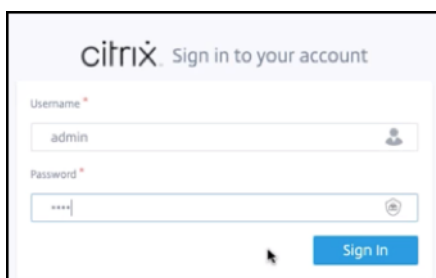 citrix. Sign in to your account
Username *
admin
Password *
••••
Sign In